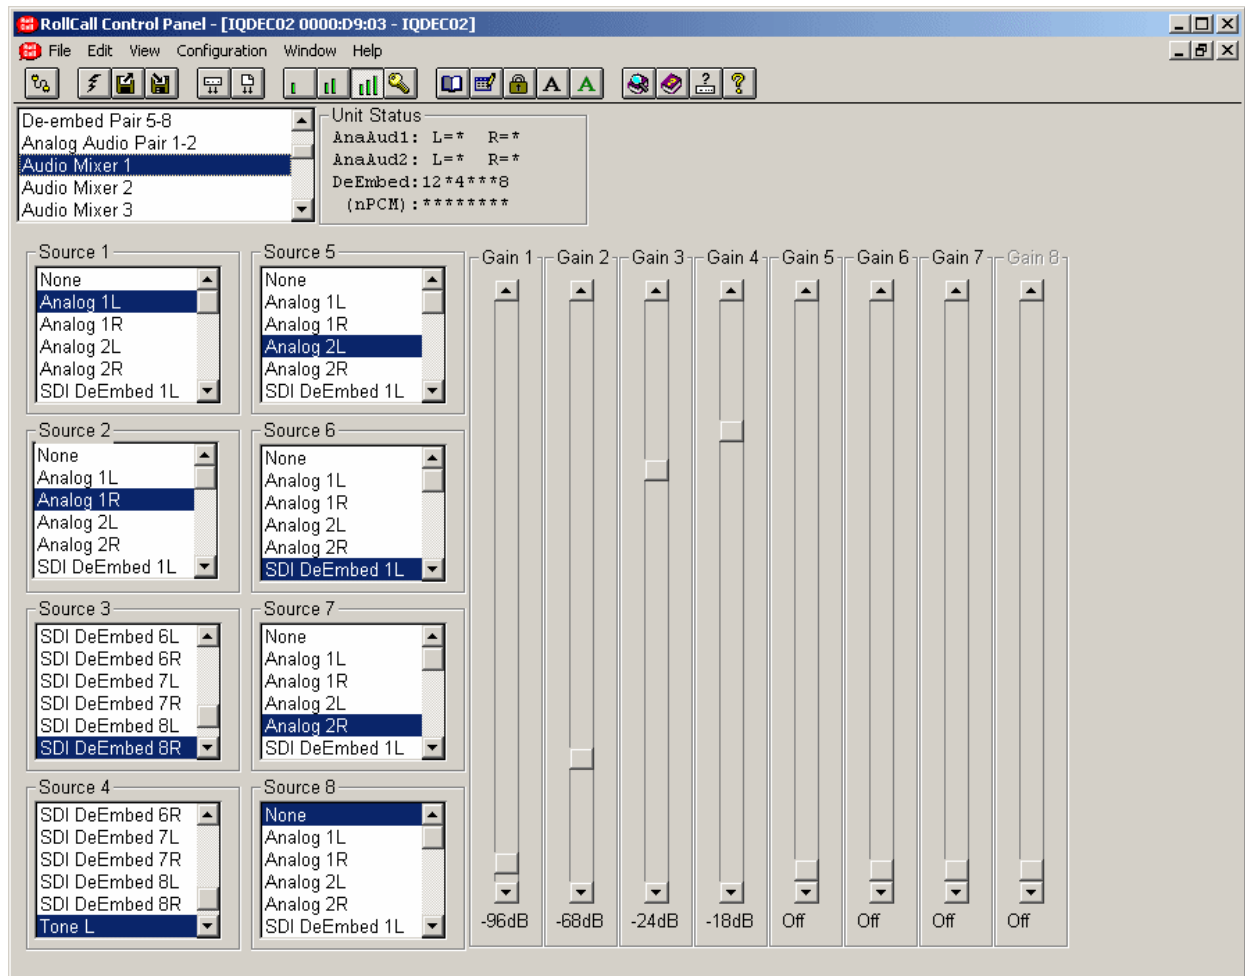 RollCall Control Panel - [IQDEC02 0000:D9:03 - IQDEC02]
File Edit View Configuration Window Help
De-embed Pair 5-8
Analog Audio Pair 1-2
Audio Mixer 1
Audio Mixer 2
Audio Mixer 3
Unit Status
AnaAud1: L=* R=*
AnaAud2: L=* R=*
DeEmbed:12*4***8
(nPCM):********
Source 1
None
Analog 1L
Analog 1R
Analog 2L
Analog 2R
SDI DeEmbed 1L
Source 2
None
Analog 1L
Analog 1R
Analog 2L
Analog 2R
SDI DeEmbed 1L
Source 3
SDI DeEmbed 6L
SDI DeEmbed 6R
SDI DeEmbed 7L
SDI DeEmbed 7R
SDI DeEmbed 8L
SDI DeEmbed 8R
Source 4
SDI DeEmbed 6R
SDI DeEmbed 7L
SDI DeEmbed 7R
SDI DeEmbed 8L
SDI DeEmbed 8R
Tone L
Source 5
None
Analog 1L
Analog 1R
Analog 2L
Analog 2R
SDI DeEmbed 1L
Source 6
None
Analog 1L
Analog 1R
Analog 2L
Analog 2R
SDI DeEmbed 1L
Source 7
None
Analog 1L
Analog 1R
Analog 2L
Analog 2R
SDI DeEmbed 1L
Source 8
None
Analog 1L
Analog 1R
Analog 2L
Analog 2R
SDI DeEmbed 1L
Gain 1 Gain 2 Gain 3 Gain 4 Gain 5 Gain 6 Gain 7 Gain 8
-96dB -68dB -24dB -18dB Off Off Off Off